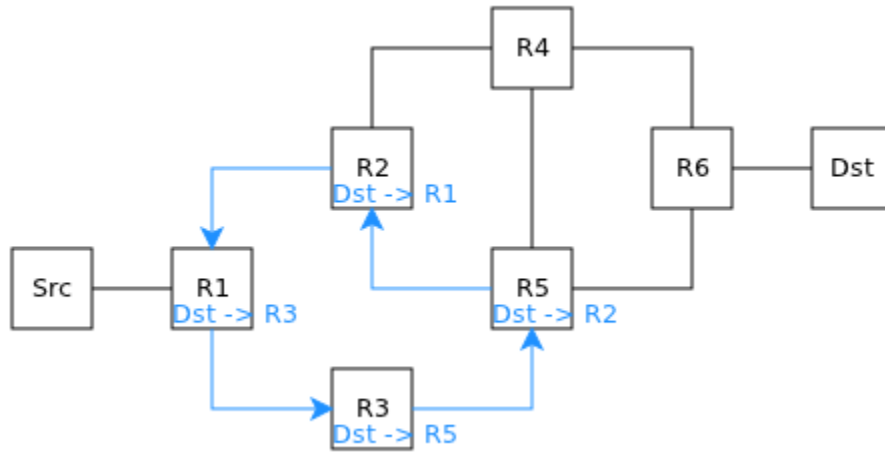 R4
R2
Dst -> R1
R6
Dst
Src
R1
Dst -> R3
R5
Dst -> R2
R3
Dst -> R5